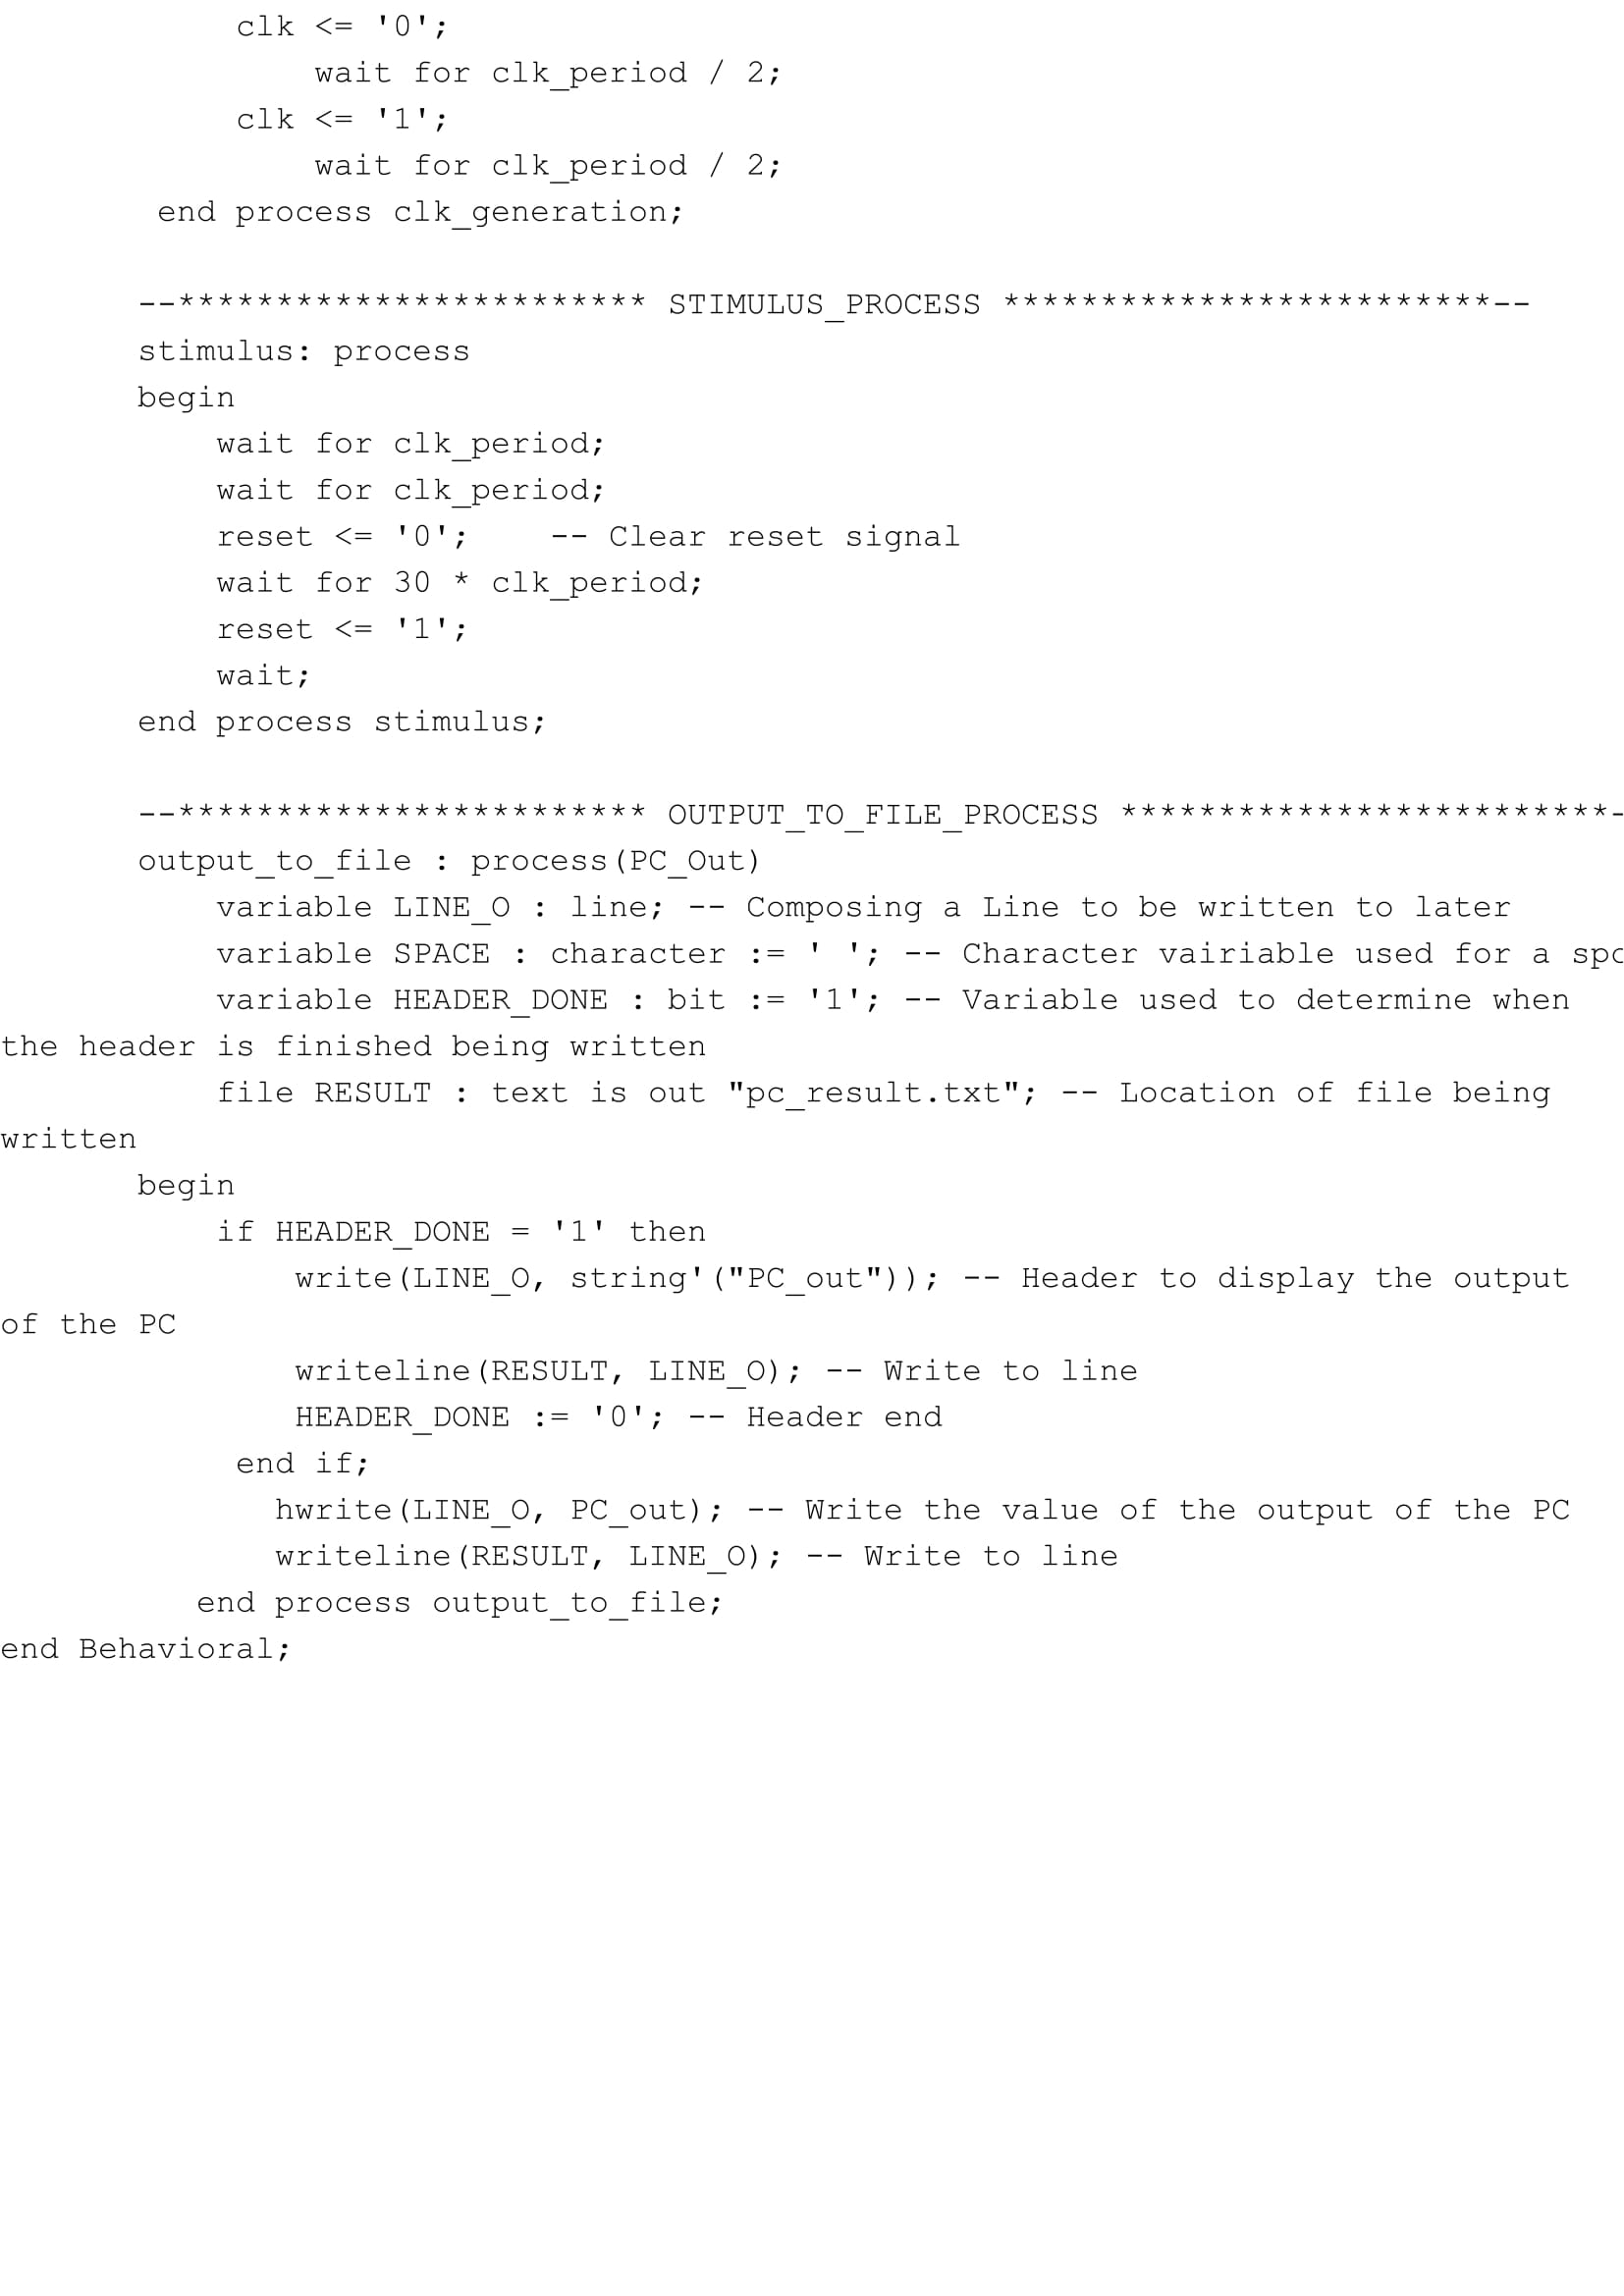 clk <= '0';
wait for clk_period / 2;
clk <= '1';
wait for clk_period / 2;
end process clk_generation;
--************************ STIMULUS_PROCESS *************************--
stimulus: process
begin
wait for clk_period;
wait for clk_period;
reset <= '0';    -- Clear reset signal
wait for 30 * clk_period;
reset <= '1';
wait;
end process stimulus;
--************************ OUTPUT_TO_FILE_PROCESS *************************-
output_to_file : process(PC_Out)
variable LINE_O : line; -- Composing a Line to be written to later
variable SPACE : character := ' '; -- Character vairiable used for a
variable HEADER_DONE : bit := '1'; -- Variable used to determine when
the header is finished being written
file RESULT : text is out "pc_result.txt"; -- Location of file being
written
begin
if HEADER_DONE = '1' then
write(LINE_O, string'("PC_out")); -- Header to display the output
of the PC
writeline(RESULT, LINE_O); -- Write to line
HEADER_DONE := '0'; -- Header end
end if;
hwrite(LINE_O, PC_out); -- Write the value of the output of the PC
writeline(RESULT, LINE_O); -- Write to line
end process output_to_file;
end Behavioral;